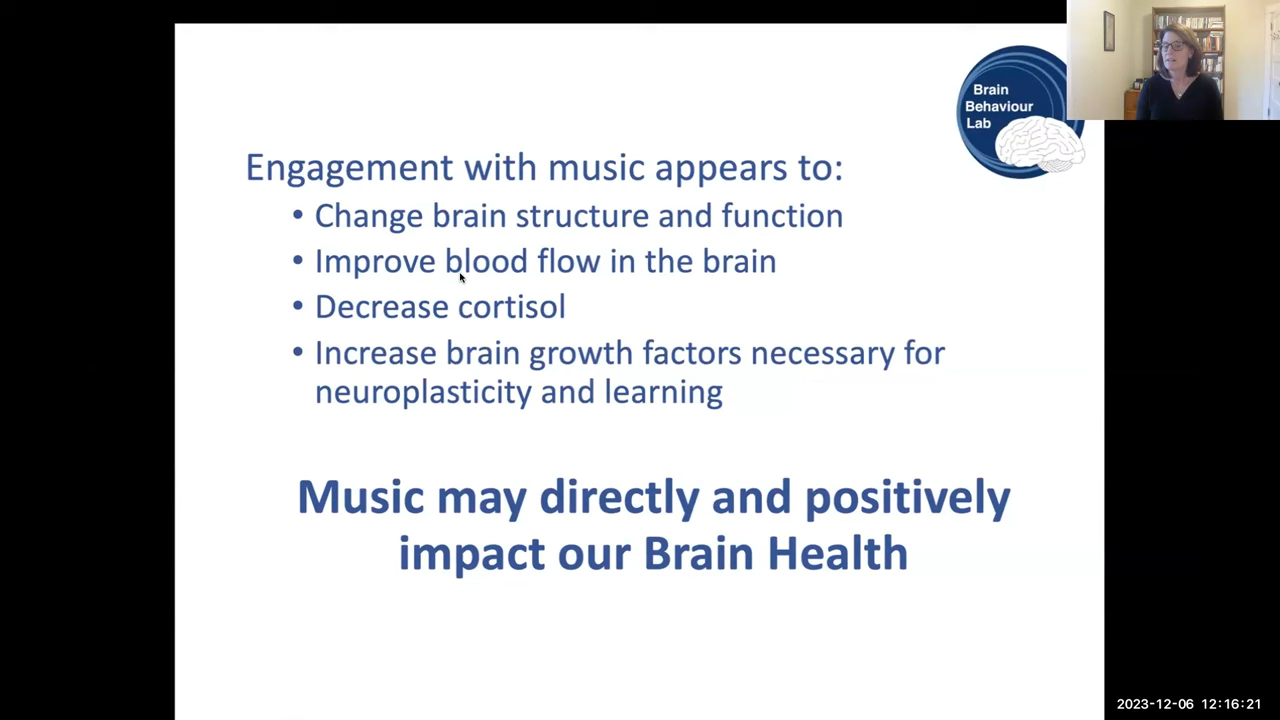 Brain
Behaviour
Lab
Engagement with music appears to:
• Change brain structure and function
• Improve blood flow in the brain
• Decrease cortisol
• Increase brain growth factors necessary for
neuroplasticity and learning
Music may directly and positively
impact our Brain Health
2023-12-06 12:16:21